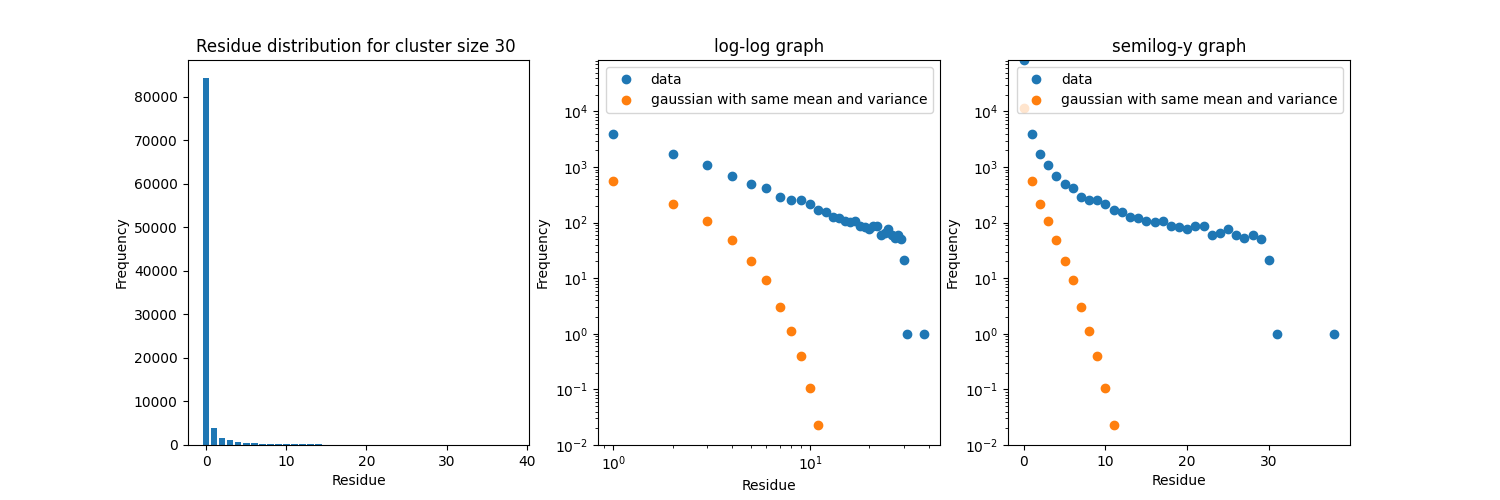 Residue distribution for cluster size 30
80000
70000
60000
50000
40000
30000
20000
10000
0
Frequency
0 10 20 30 40
Residue
log-log graph
data
gaussian with same mean and variance
10^4
10^3
10^2
10^1
10^0
10^-1
10^-2
Frequency
10^0 10^1
Residue
semilog-y graph
data
gaussian with same mean and variance
10^4
10^3
10^2
10^1
10^0
10^-1
10^-2
Frequency
0 10 20 30
Residue